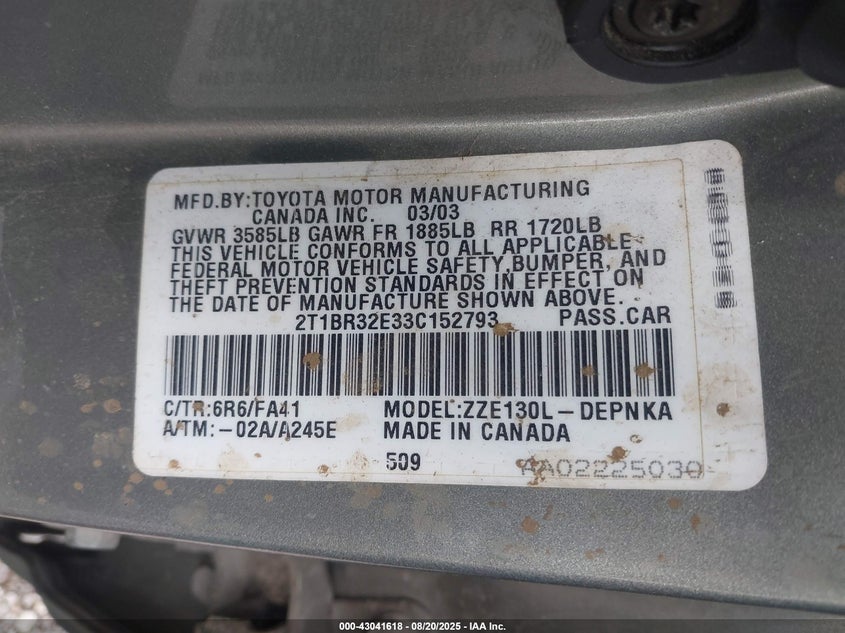 MFD.BY:TOYOTA MOTOR MANUFACTURING
CANADA INC. 03/03
GVWR 3585LB GAWR FR 1885LB RR 1720LB
THIS VEHICLE CONFORMS TO ALL APPLICABLE
FEDERAL MOTOR VEHICLE SAFETY,BUMPER, AND
THEFT PREVENTION STANDARDS IN EFFECT ON
THE DATE OF MANUFACTURE SHOWN ABOVE.
2T1BR32E33C152793 PASS.CAR
C/TR:6R6/FA41 MODEL:ZZE130L-DEPNKA
A/TM:-02A/A245E MADE IN CANADA
509 AA02225030
000-43041618 - 08/20/2025 - IAA Inc.